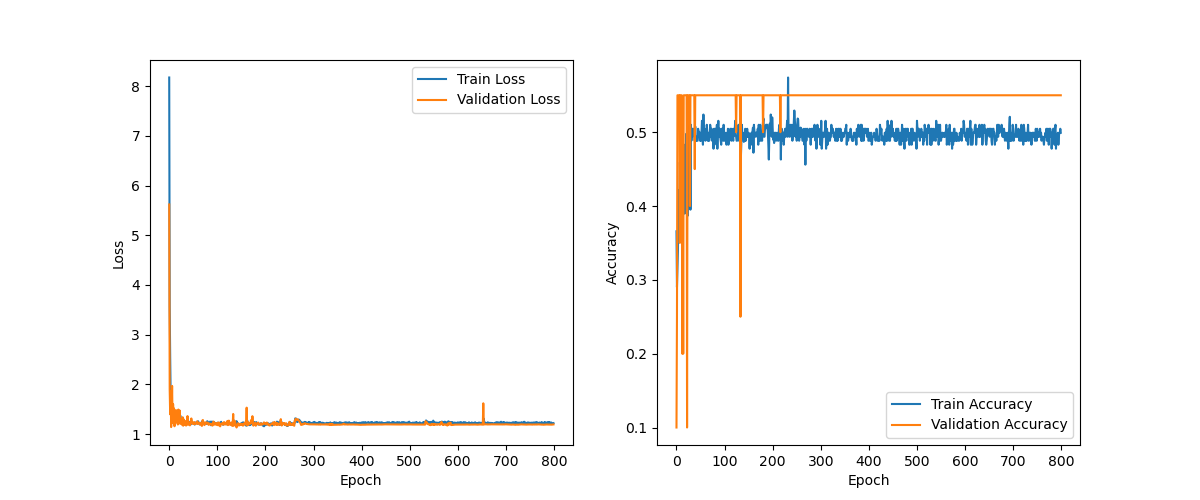 Train Loss
Validation Loss
8
7
6
5
4
3
2
1
Loss
0 100 200 300 400 500 600 700 800
Epoch
0.5
0.4
0.3
0.2
0.1
Accuracy
Train Accuracy
Validation Accuracy
0 100 200 300 400 500 600 700 800
Epoch